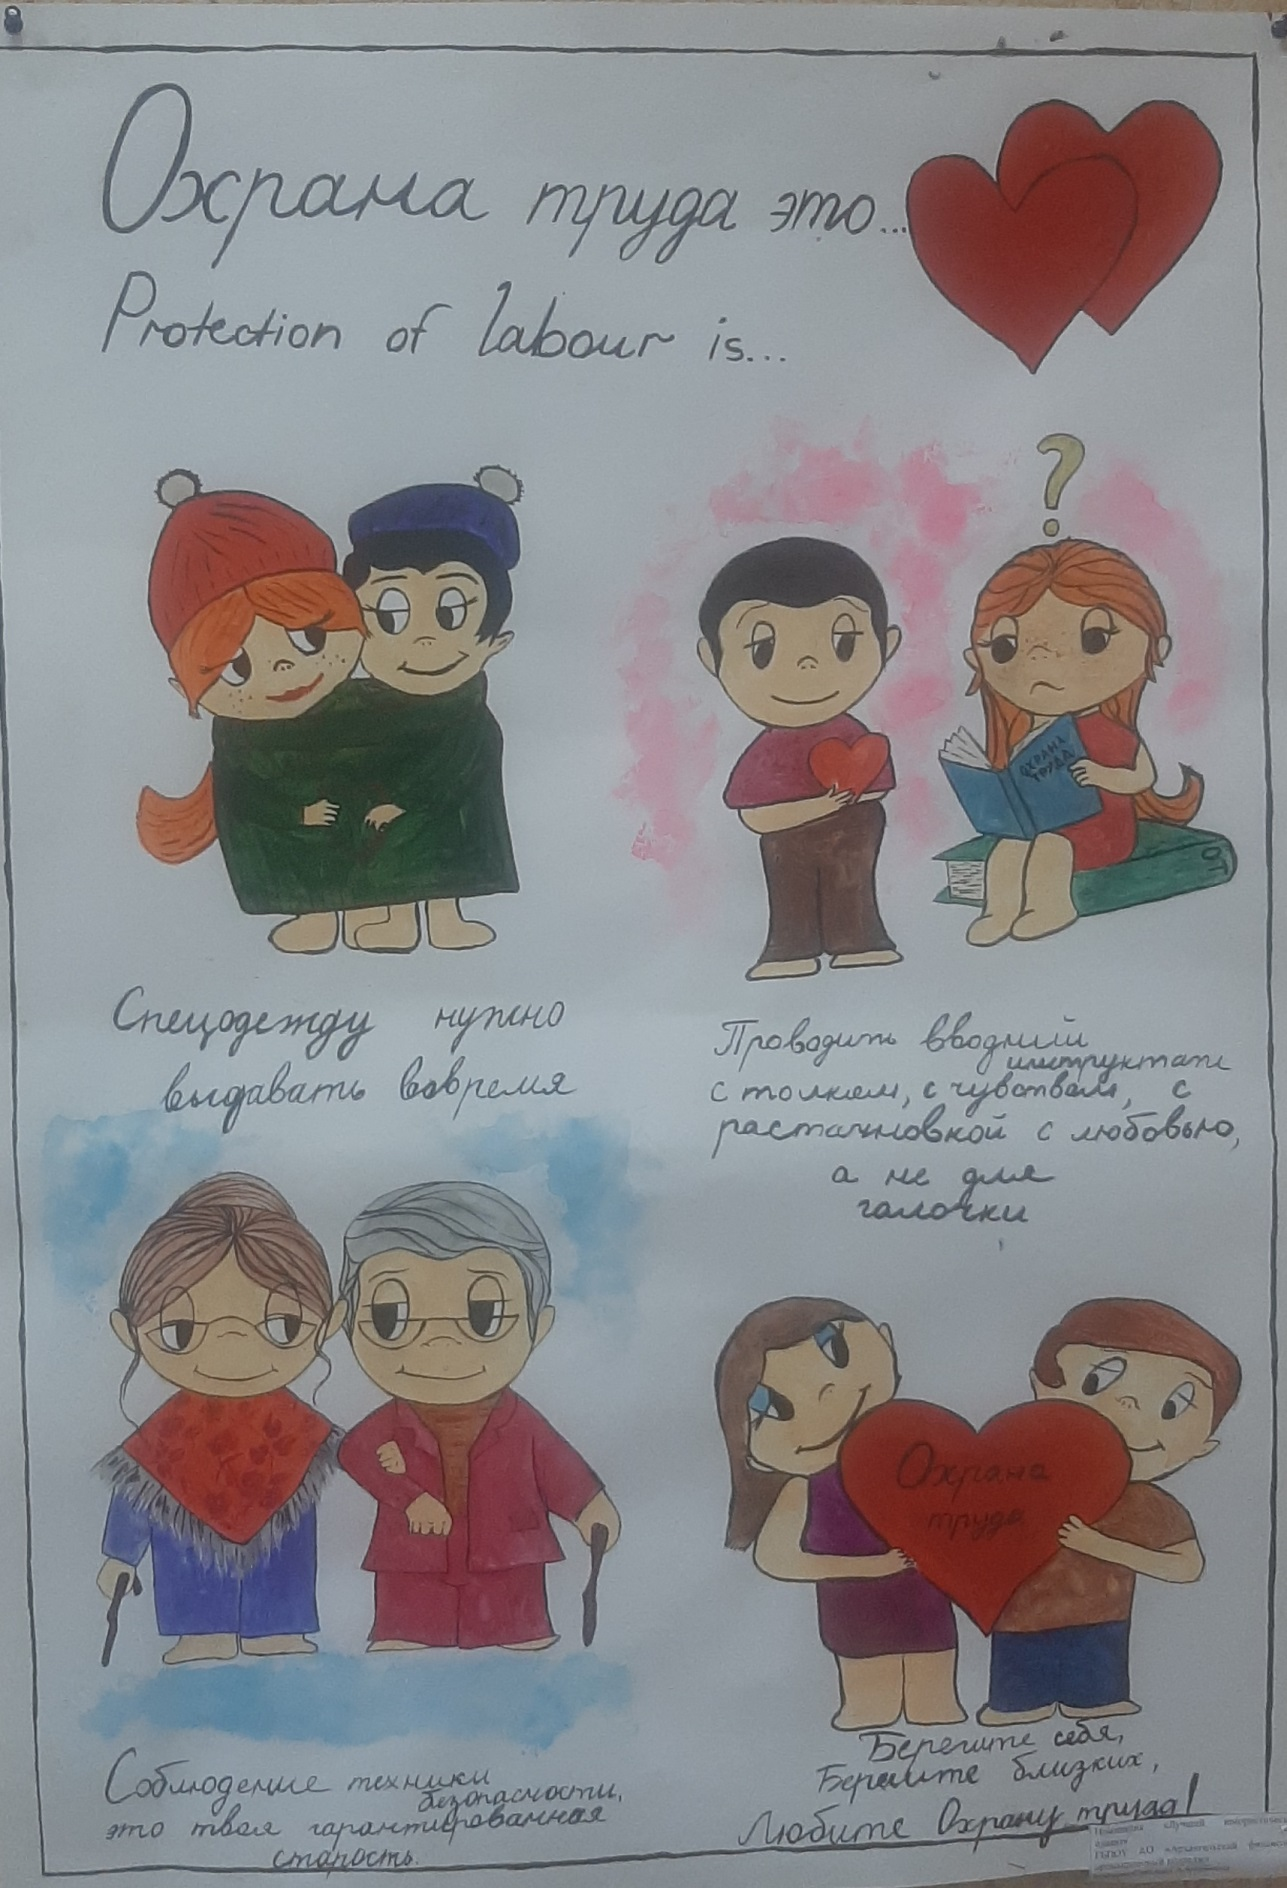 Охрана труда это...
Protection of labour is...
?
ОХРАНА
ТРУДА
ОТ
Спецодежду нужно
выдавать вовремя
Проводить вводный
инструктаж
с толком, с чувством, с
расстановкой с любовью,
а не для
галочки
Охрана
труда
Соблюдение техники
безопасности,
это твоя гарантированная
старость.
Берегите себя,
Берегите близких,
Любите Охрану труда!